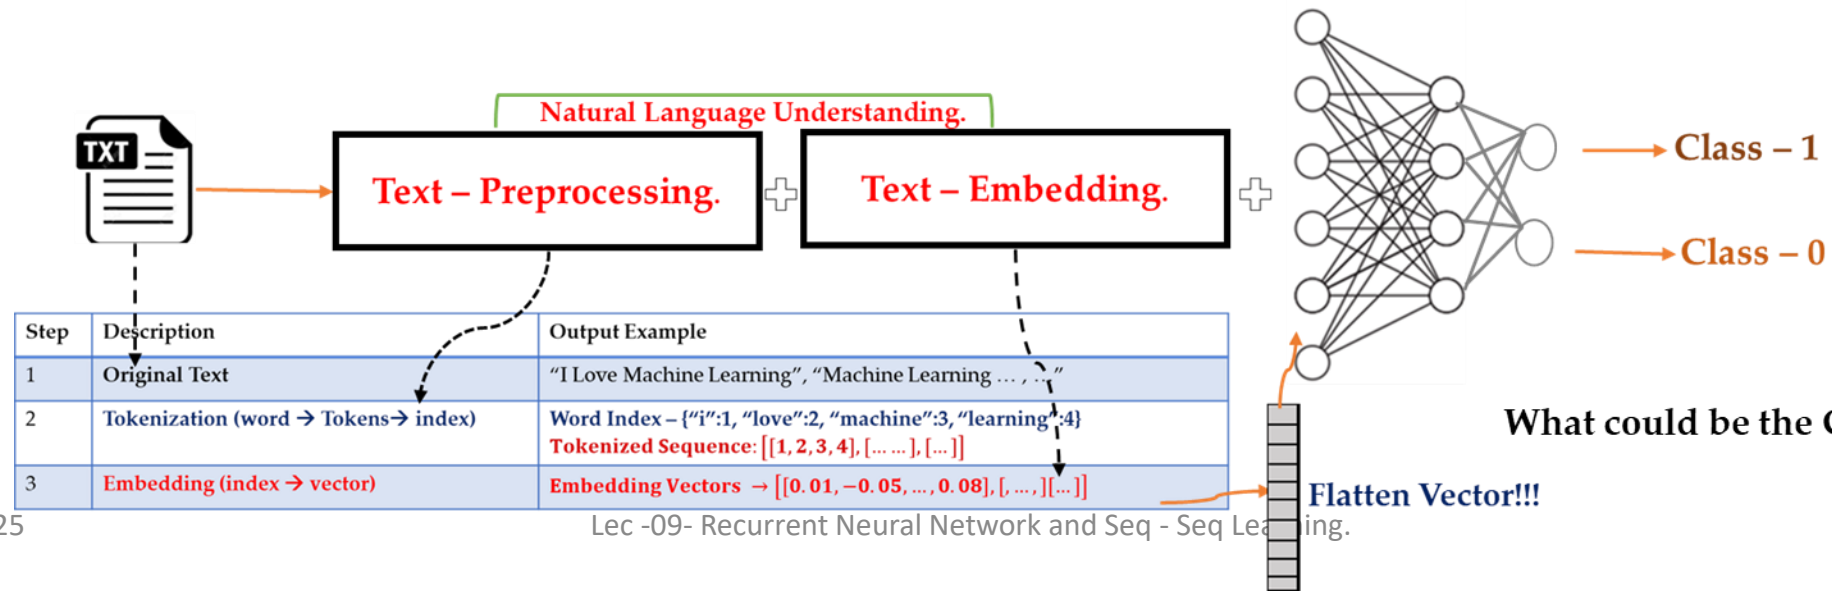 Natural Language Understanding.
TXT
Text – Preprocessing.
Text – Embedding.
Class – 1
Class – 0
Step Description Output Example
1 Original Text “I Love Machine Learning”, “Machine Learning … , …”
2 Tokenization (word → Tokens→ index) Word Index – {“i”:1, “love”:2, “machine”:3, “learning”:4}
Tokenized Sequence: [[1, 2, 3, 4], [… …], […]]
3 Embedding (index → vector) Embedding Vectors → [[0.01, −0.05, … , 0.08], [, … , ][…]]
What could be the
Flatten Vector!!!
25
Lec -09- Recurrent Neural Network and Seq - Seq Learning.